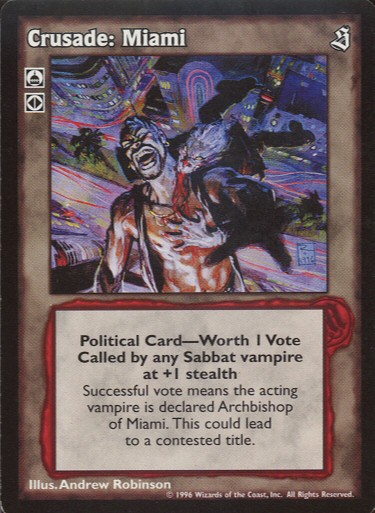 Crusade: Miami
Political Card—Worth 1 Vote
Called by any Sabbat vampire
at +1 stealth
Successful vote means the acting
vampire is declared Archbishop
of Miami. This could lead
to a contested title.
Illus. Andrew Robinson
© 1996 Wizards of the Coast, Inc. All Rights Reserved.